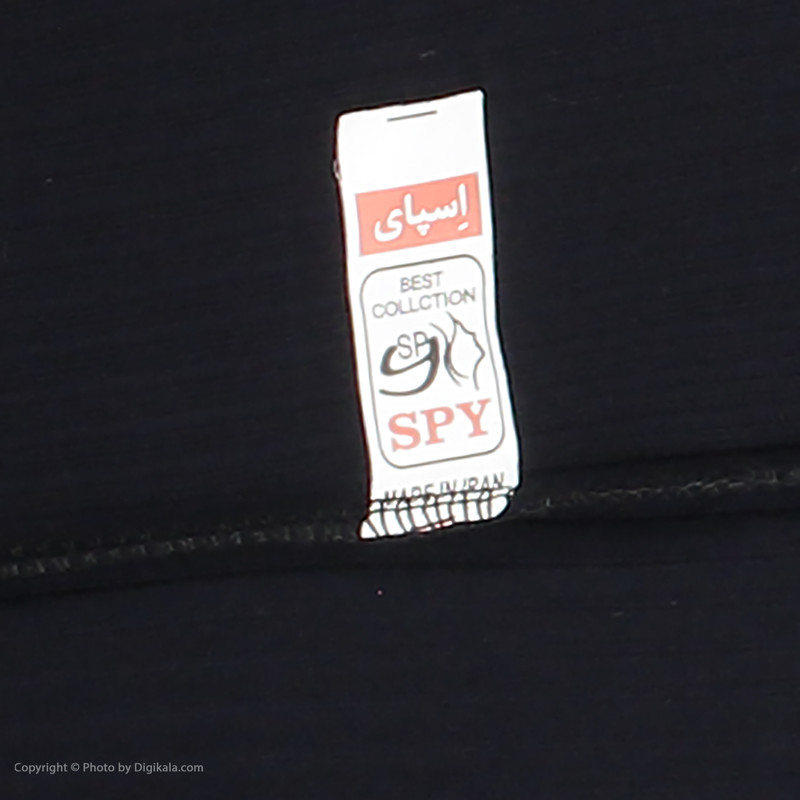 اِسپای
BEST
COLLCTION
SP
SPY
MADE IN IRAN
Copyright © Photo by Digikala.com